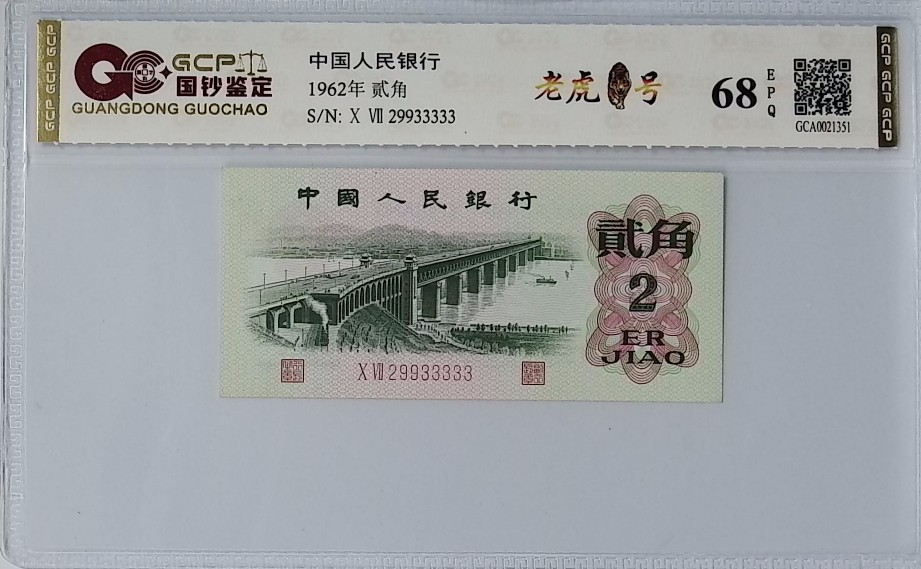 GCP GCP GCP
GCP
国钞鉴定
GUANGDONG GUOCHAO
中国人民银行
1962年 贰角
S/N: X Ⅶ 29933333
老虎号
68
EPQ
GCA0021351
GCP GCP GCP
中國人民銀行
貳角
2
ER
JIAO
X Ⅶ 29933333